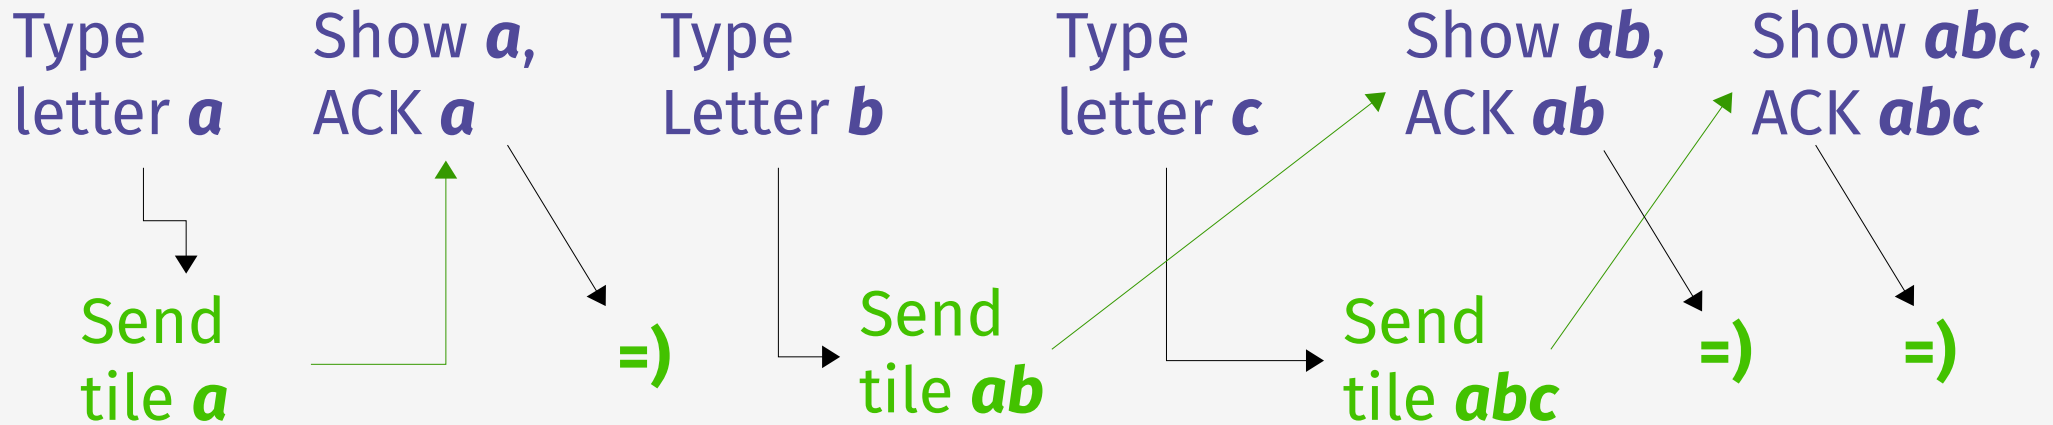 Type
letter a
Show a,
ACK a
Type
Letter b
Type
letter c
Show ab,
ACK ab
Show abc,
ACK abc
Send
tile a
=)
Send
tile ab
Send
tile abc
=)
=)